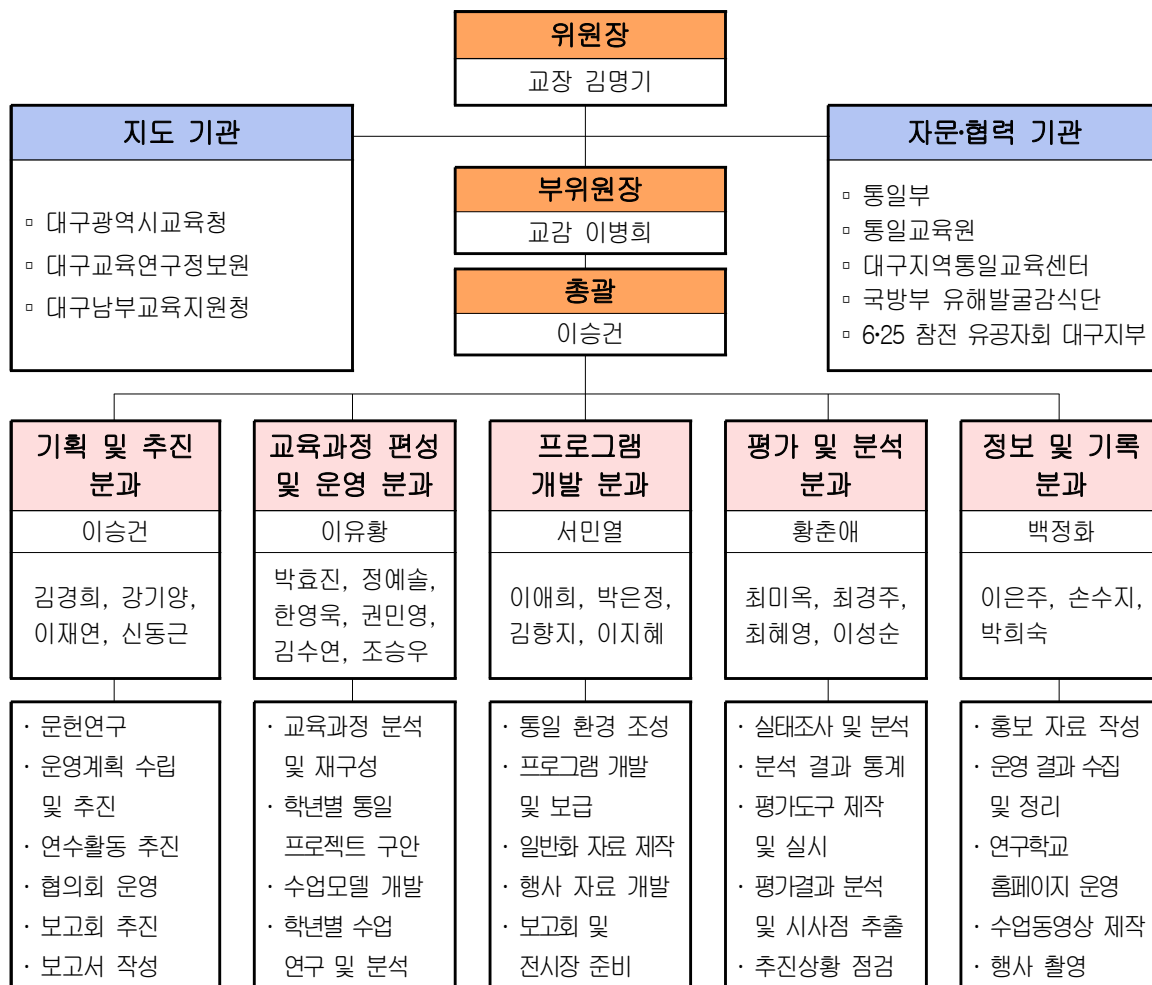 위원장
교장 김명기
지도 기관
▫ 대구광역시교육청
▫ 대구교육연구정보원
▫ 대구남부교육지원청
부위원장
교감 이병희
총괄
이승건
자문·협력 기관
▫ 통일부
▫ 통일교육원
▫ 대구지역통일교육센터
▫ 국방부 유해발굴감식단
▫ 6·25 참전 유공자회 대구지부
기획 및 추진
분과
이승건
김경희, 강기양,
이재연, 신동근
· 문헌연구
· 운영계획 수립
및 추진
· 연수활동 추진
· 협의회 운영
· 보고회 추진
· 보고서 작성
교육과정 편성
및 운영 분과
이유황
박효진, 정예솔,
한영욱, 권민영,
김수연, 조승우
· 교육과정 분석
및 재구성
· 학년별 통일
프로젝트 구안
· 수업모델 개발
· 학년별 수업
연구 및 분석
프로그램
개발 분과
서민열
이애희, 박은정,
김향지, 이지혜
· 통일 환경 조성
· 프로그램 개발
및 보급
· 일반화 자료 제작
· 행사 자료 개발
· 보고회 및
전시장 준비
평가 및 분석
분과
황춘애
최미옥, 최경주,
최혜영, 이성순
· 실태조사 및 분석
· 분석 결과 통계
· 평가도구 제작
및 실시
· 평가결과 분석
및 시사점 추출
· 추진상황 점검
정보 및 기록
분과
백정화
이은주, 손수지,
박희숙
· 홍보 자료 작성
· 운영 결과 수집
및 정리
· 연구학교
홈페이지 운영
· 수업동영상 제작
· 행사 촬영